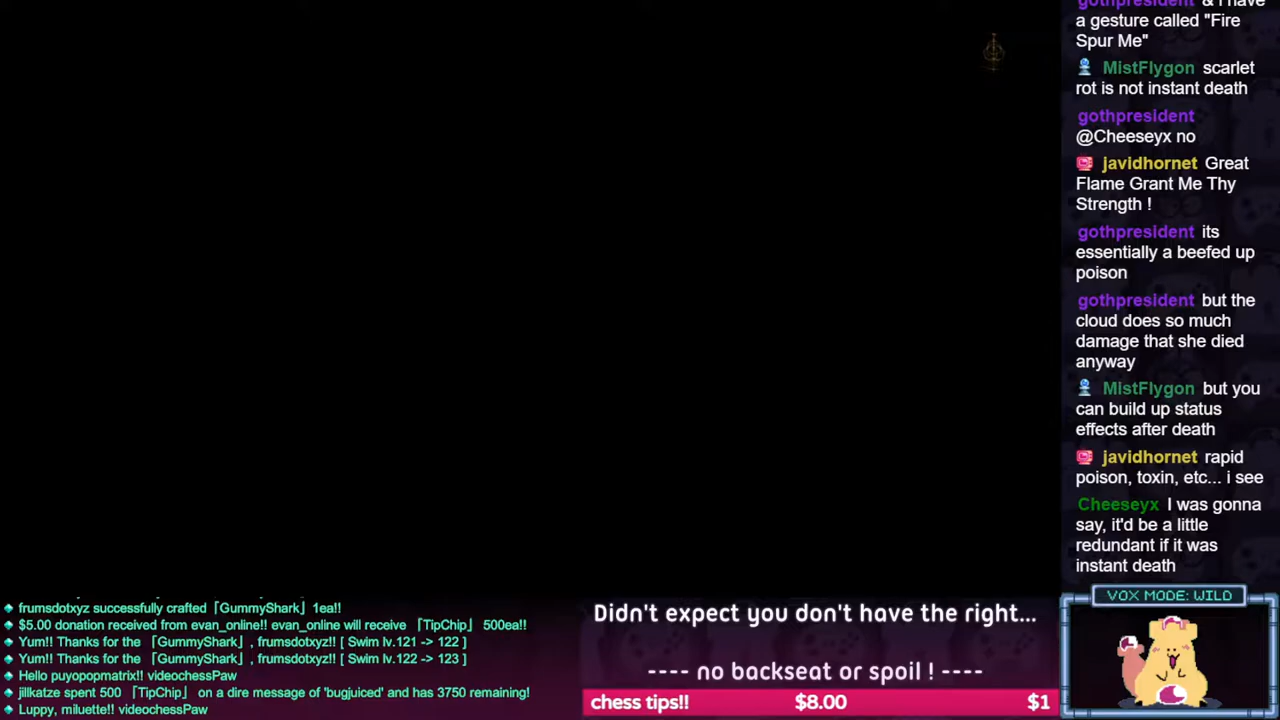 gothpresident & I have
a gesture called "Fire
Spur Me"
MistFlygon scarlet
rot is not instant death
gothpresident
@Cheeseyx no
javidhornet Great
Flame Grant Me Thy
Strength !
gothpresident its
essentially a beefed up
poison
gothpresident but the
cloud does so much
damage that she died
anyway
MistFlygon but you
can build up status
effects after death
javidhornet rapid
poison, toxin, etc... i see
Cheeseyx I was gonna
say, it'd be a little
redundant if it was
instant death
VOX MODE: WILD
frumsdotxyz successfully crafted 「GummyShark」 1ea!!
$5.00 donation received from evan_online!! evan_online will receive 「TipChip」 500ea!!
Yum!! Thanks for the 「GummyShark」, frumsdotxyz!! [ Swim lv.121 -> 122 ]
Yum!! Thanks for the 「GummyShark」, frumsdotxyz!! [ Swim lv.122 -> 123 ]
Hello puyopopmatrix!! videochessPaw
jillkatze spent 500 「TipChip」 on a dire message of 'bugjuiced' and has 3750 remaining!
Luppy, miluette!! videochessPaw
Didn't expect you don't have the right...
---- no backseat or spoil ! ----
chess tips!! $8.00 $1